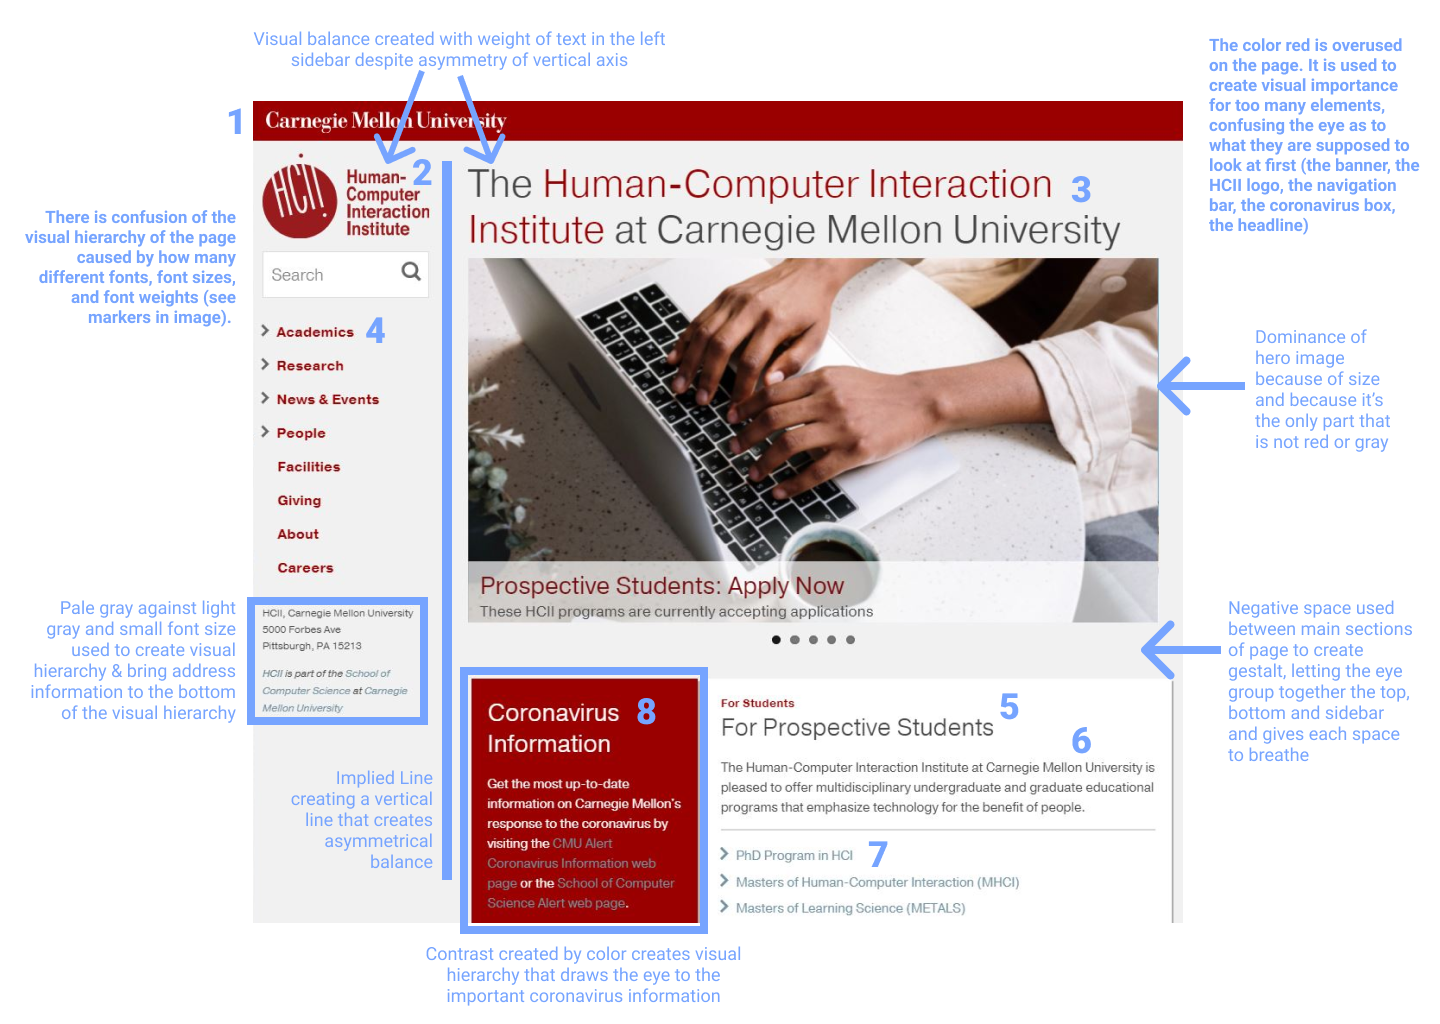 Visual balance created with weight of text in the left
sidebar despite asymmetry of vertical axis
The color red is overused
on the page. It is used to
create visual importance
for too many elements,
confusing the eye as to
what they are supposed to
look at first (the banner, the
HCII logo, the navigation
bar, the coronavirus box,
the headline)
1
Carnegie Mellon University
HCII
Human-
Computer
Interaction
Institute
2
The Human-Computer Interaction
Institute at Carnegie Mellon University
3
There is confusion of the
visual hierarchy of the page
caused by how many
different fonts, font sizes,
and font weights (see
markers in image).
Search
Academics
4
Research
News & Events
People
Facilities
Giving
About
Careers
Dominance of
hero image
because of size
and because it's
the only part that
is not red or gray
Prospective Students: Apply Now
These HCII programs are currently accepting applications
Pale gray against light
gray and small font size
used to create visual
hierarchy & bring address
information to the bottom
of the visual hierarchy
HCII, Carnegie Mellon University
5000 Forbes Ave
Pittsburgh, PA 15213
HCII is part of the School of
Computer Science at Carnegie
Mellon University
Negative space used
between main sections
of page to create
gestalt, letting the eye
group together the top,
bottom and sidebar
and gives each space
to breathe
Implied Line
creating a vertical
line that creates
asymmetrical
balance
Coronavirus
Information
8
Get the most up-to-date
information on Carnegie Mellon's
response to the coronavirus by
visiting the CMU Alert
Coronavirus Information web
page or the School of Computer
Science Alert web page.
For Students
For Prospective Students
5
6
The Human-Computer Interaction Institute at Carnegie Mellon University is
pleased to offer multidisciplinary undergraduate and graduate educational
programs that emphasize technology for the benefit of people.
PhD Program in HCI
7
Masters of Human-Computer Interaction (MHCI)
Masters of Learning Science (METALS)
Contrast created by color creates visual
hierarchy that draws the eye to the
important coronavirus information